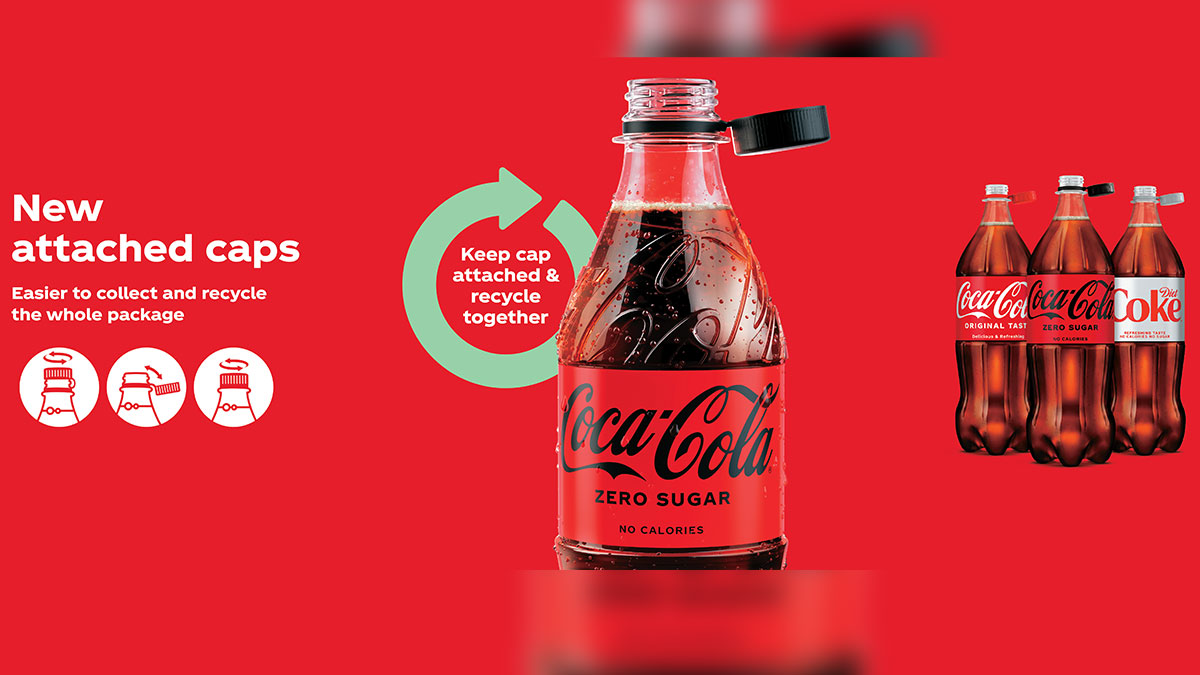 New
attached caps
Easier to collect and recycle
the whole package
Keep cap
attached &
recycle
together
Coca-Cola
ZERO SUGAR
NO CALORIES
Coca-Col
ORIGINAL TAST
Delicious & Refreshing
Coca-Cola
ZERO SUGAR
NO CALORIES
Diet
Coke
REFRESHING TASTE
NO CALORIES, NO SUGAR